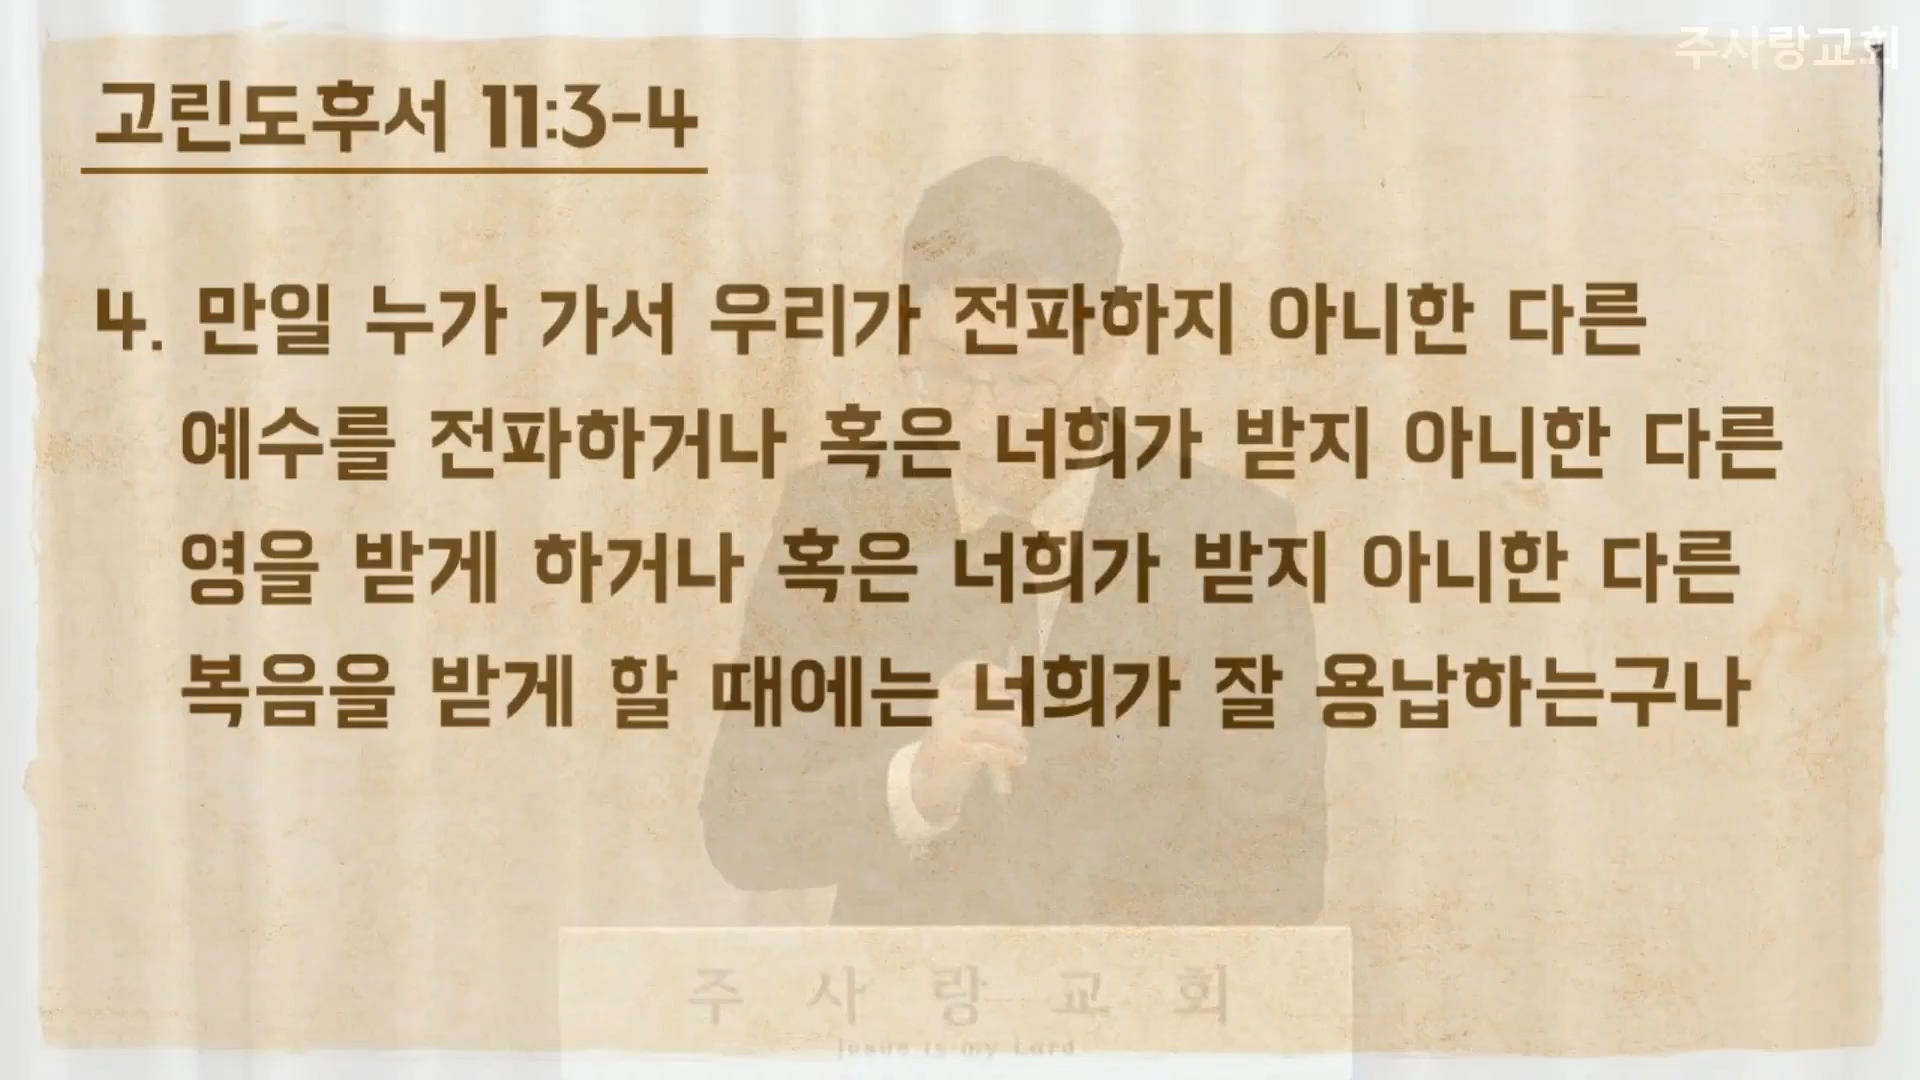 주사랑교회
고린도후서 11:3-4
4. 만일 누가 가서 우리가 전파하지 아니한 다른
예수를 전파하거나 혹은 너희가 받지 아니한 다른
영을 받게 하거나 혹은 너희가 받지 아니한 다른
복음을 받게 할 때에는 너희가 잘 용납하는구나
주 사 랑 교 회
Jesus is my Lord